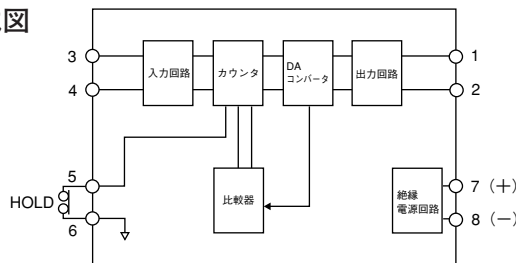 図
3
4
入力回路
カウンタ
DA
コンバータ
出力回路
1
2
5
HOLD
6
比較器
絶縁
電源回路
7 (＋)
8 (－)